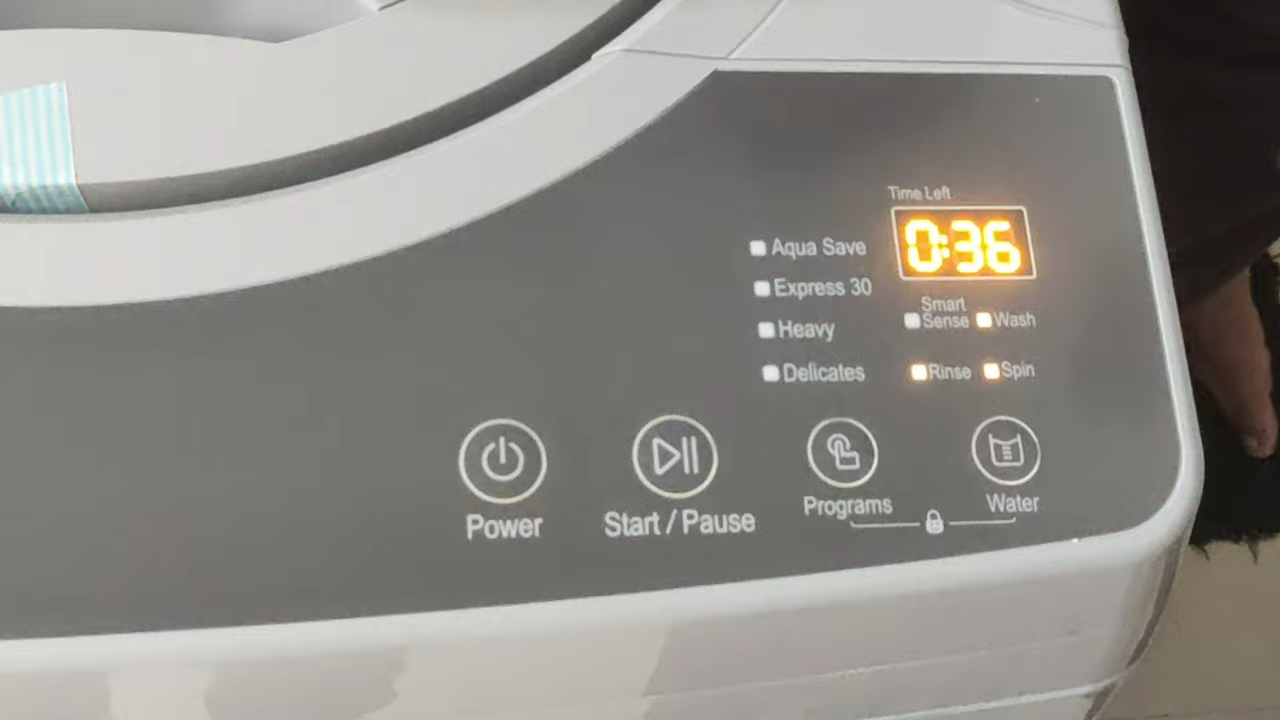 Time Left
0:36
Aqua Save
Express 30
Heavy
Delicates
Smart
Sense
Wash
Rinse
Spin
Power
Start / Pause
Programs
Water